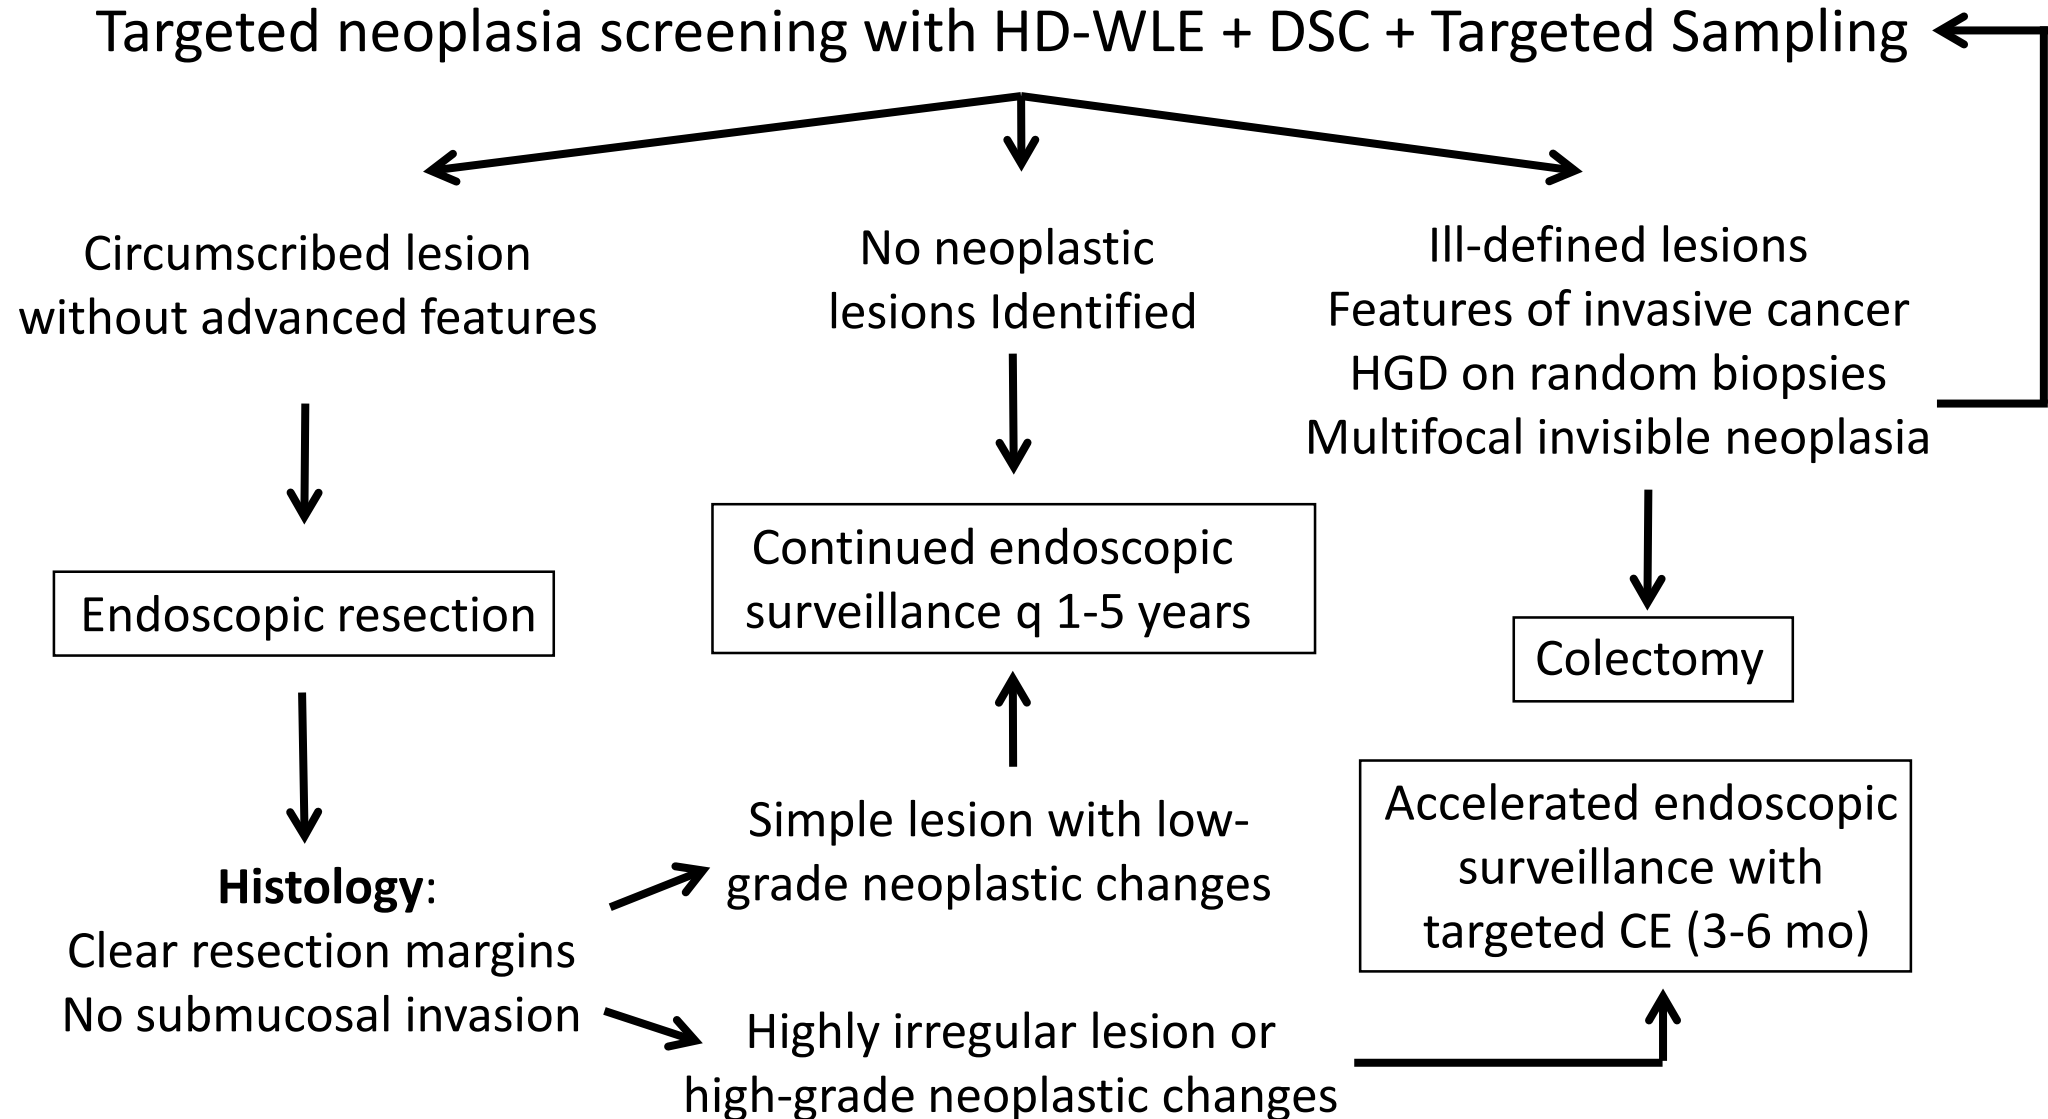 Targeted neoplasia screening with HD-WLE + DSC + Targeted Sampling
Circumscribed lesion
without advanced features
No neoplastic
lesions Identified
Ill-defined lesions
Features of invasive cancer
HGD on random biopsies
Multifocal invisible neoplasia
Endoscopic resection
Continued endoscopic
surveillance q 1-5 years
Colectomy
Histology:
Clear resection margins
No submucosal invasion
Simple lesion with low-
grade neoplastic changes
Highly irregular lesion or
high-grade neoplastic changes
Accelerated endoscopic
surveillance with
targeted CE (3-6 mo)